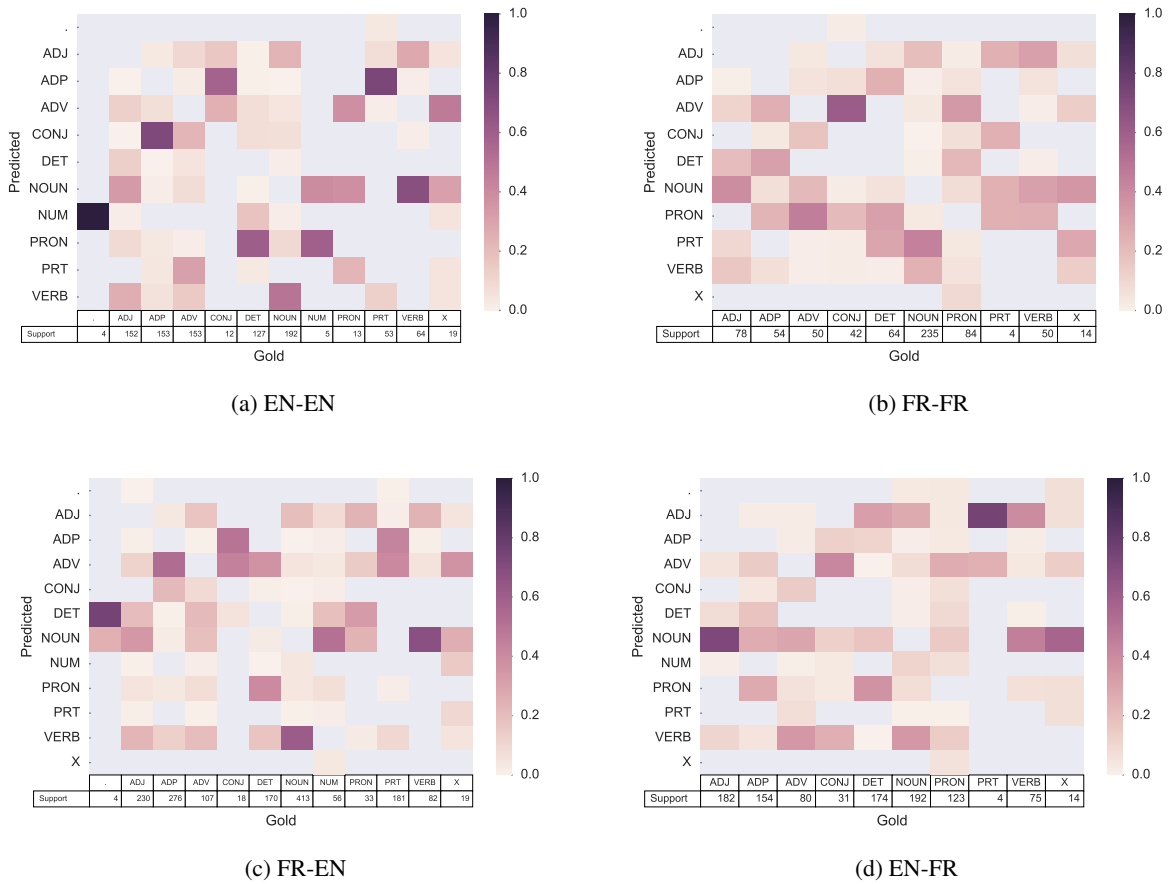 .
ADJ
ADP
ADV
CONJ
DET
NOUN
NUM
PRON
PRT
VERB
Predicted
1.0
0.8
0.6
0.4
0.2
0.0
. ADJ ADP ADV CONJ DET NOUN NUM PRON PRT VERB X
Support 4 152 153 153 12 127 192 5 13 53 64 19
Gold
(a) EN-EN
.
ADJ
ADP
ADV
CONJ
DET
NOUN
PRON
PRT
VERB
X
Predicted
1.0
0.8
0.6
0.4
0.2
0.0
ADJ ADP ADV CONJ DET NOUN PRON PRT VERB X
Support 78 54 50 42 64 235 84 4 50 14
Gold
(b) FR-FR
.
ADJ
ADP
ADV
CONJ
DET
NOUN
NUM
PRON
PRT
VERB
X
Predicted
1.0
0.8
0.6
0.4
0.2
0.0
. ADJ ADP ADV CONJ DET NOUN NUM PRON PRT VERB X
Support 4 230 276 107 18 170 413 56 33 181 82 19
Gold
(c) FR-EN
.
ADJ
ADP
ADV
CONJ
DET
NOUN
NUM
PRON
PRT
VERB
X
Predicted
1.0
0.8
0.6
0.4
0.2
0.0
ADJ ADP ADV CONJ DET NOUN PRON PRT VERB X
Support 182 154 80 31 174 192 123 4 75 14
Gold
(d) EN-FR